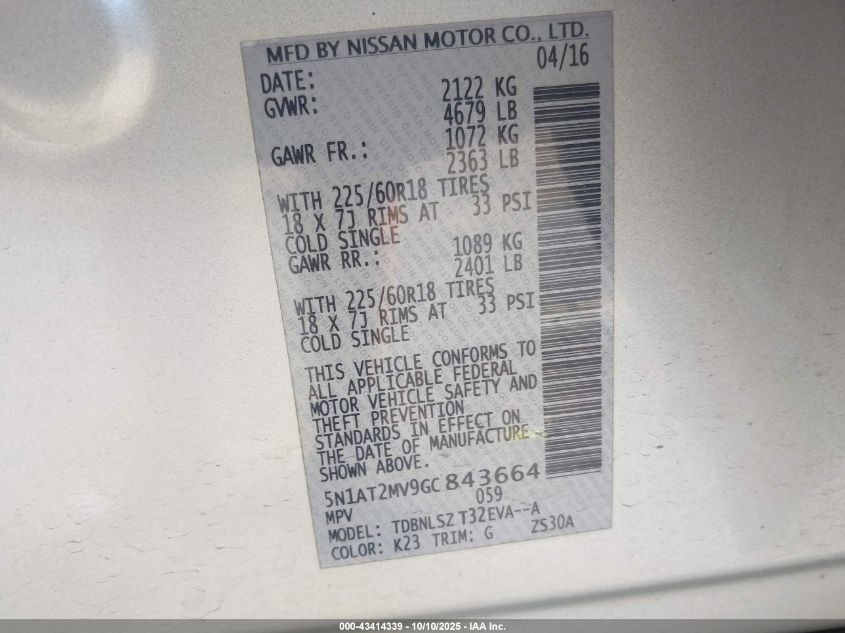 MFD BY NISSAN MOTOR CO., LTD.
DATE: 04/16
GVWR: 2122 KG
4679 LB
GAWR FR.: 1072 KG
2363 LB
WITH 225/60R18 TIRES
18 X 7J RIMS AT 33 PSI
COLD SINGLE
GAWR RR.: 1089 KG
2401 LB
WITH 225/60R18 TIRES
18 X 7J RIMS AT 33 PSI
COLD SINGLE
THIS VEHICLE CONFORMS TO
ALL APPLICABLE FEDERAL
MOTOR VEHICLE SAFETY AND
THEFT PREVENTION
STANDARDS IN EFFECT ON
THE DATE OF MANUFACTURE
SHOWN ABOVE.
5N1AT2MV9GC843664
MPV 059
MODEL: TDBNLSZ T32EVA--A
COLOR: K23 TRIM: G ZS30A
000-43414339 - 10/10/2025 - IAA Inc.